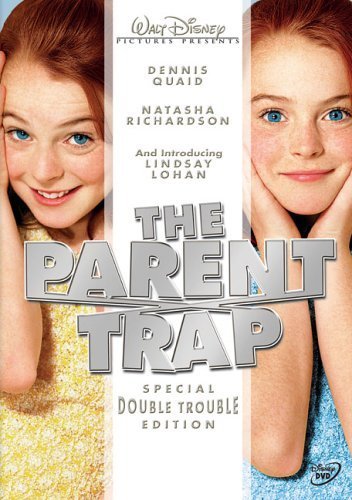 WALT DISNEY
PICTURES PRESENTS
DENNIS
QUAID
NATASHA
RICHARDSON
And Introducing
LINDSAY
LOHAN
THE
PARENT
TRAP
SPECIAL
DOUBLE TROUBLE
EDITION
Disney
DVD